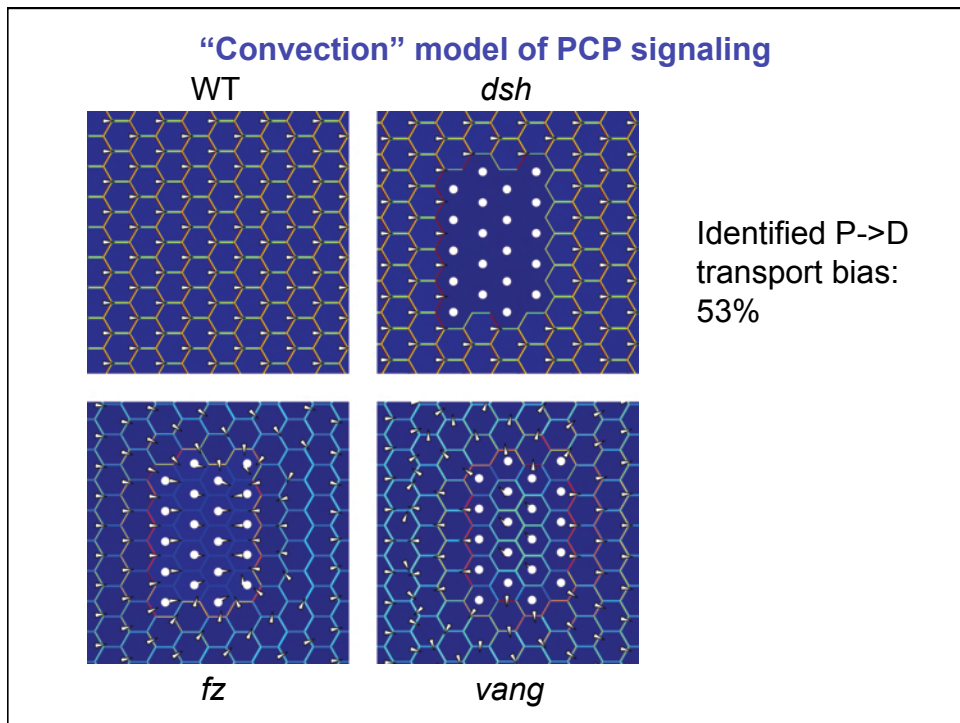 “Convection” model of PCP signaling
WT
dsh
Identified P->D
transport bias:
53%
fz
vang